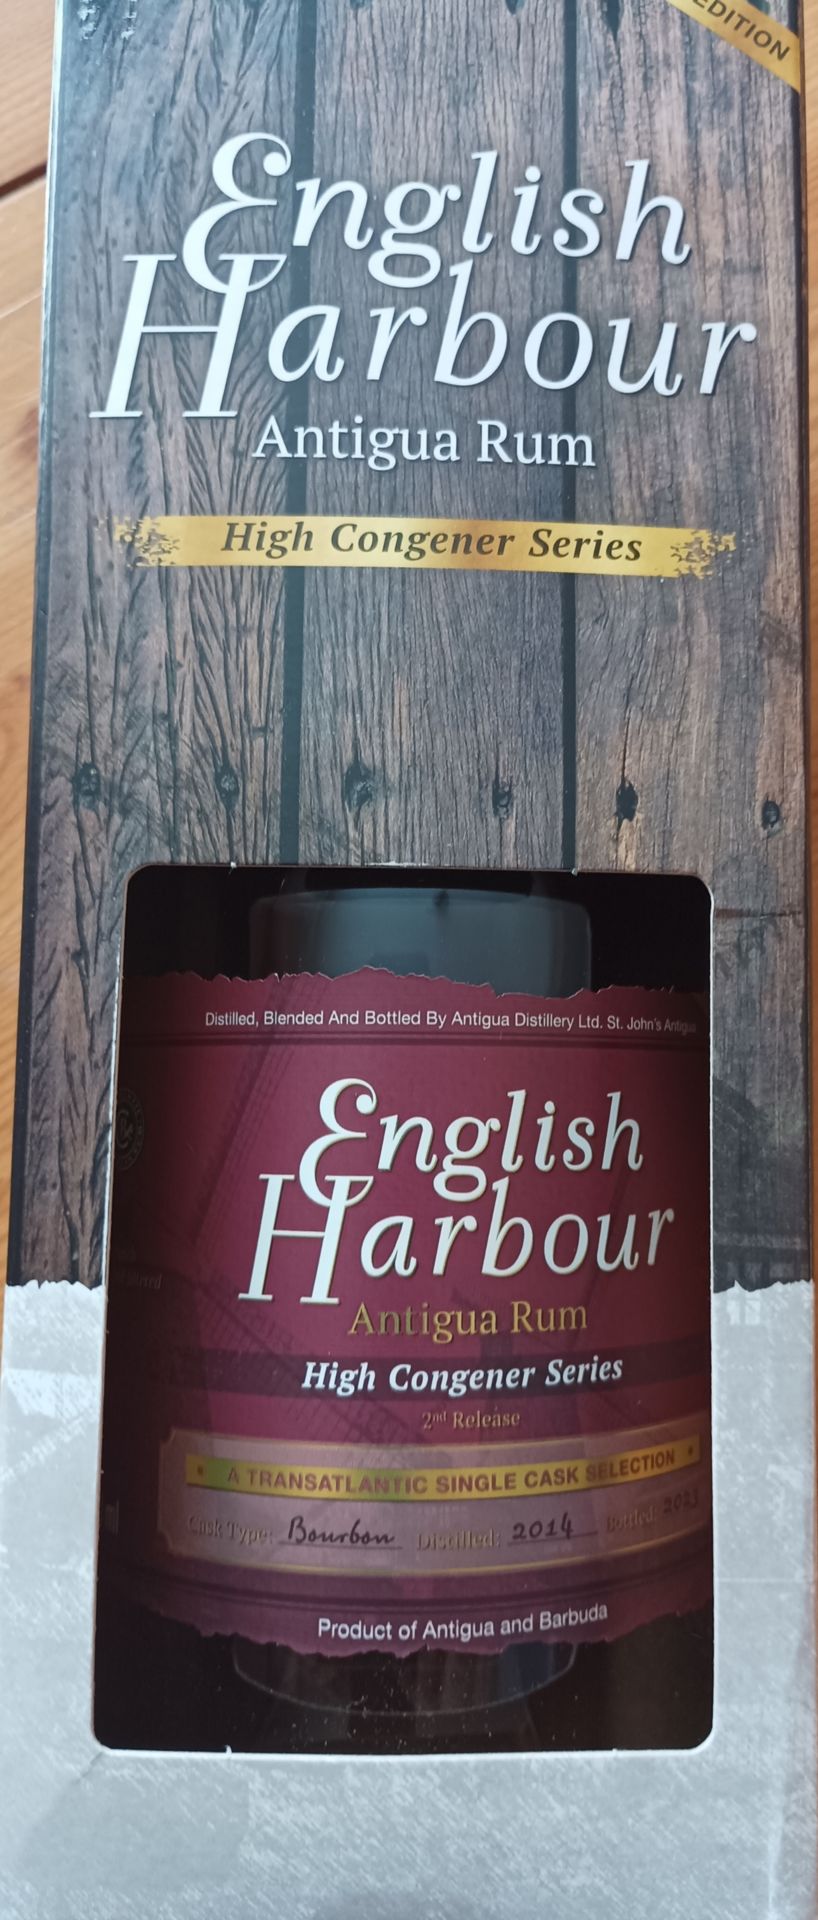 EDITION
English
Harbour
Antigua Rum
High Congener Series
Distilled, Blended And Bottled By Antigua Distillery Ltd. St. John's Antigua
English
Harbour
Antigua Rum
High Congener Series
2nd Release
A TRANSATLANTIC SINGLE CASK SELECTION
Cask Type: Bourbon Distilled: 2014 Bottled: 2023
ml
Product of Antigua and Barbuda